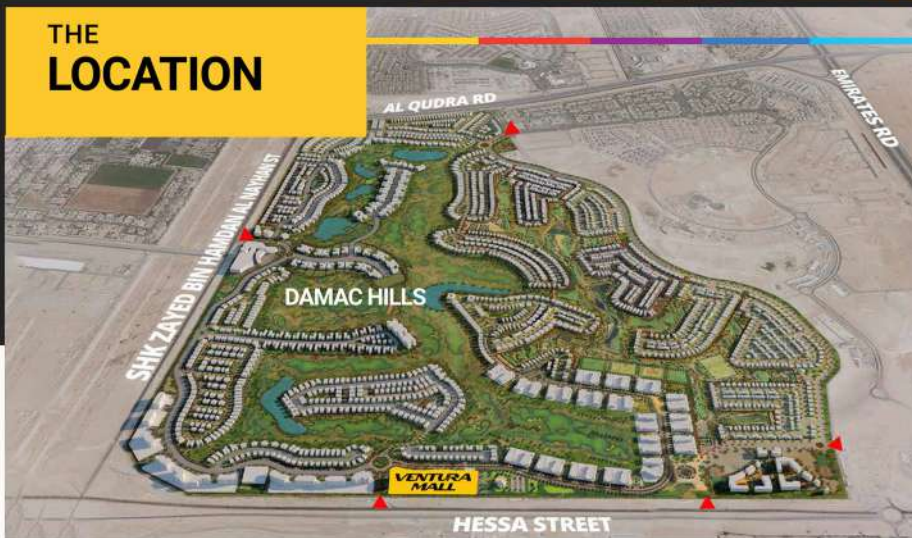 THE
LOCATION
AL QUDRA RD
EMIRATES RD
SHK ZAYED BIN HAMDAN AL NAYHAN ST
DAMAC HILLS
VENTURA
MALL
HESSA STREET